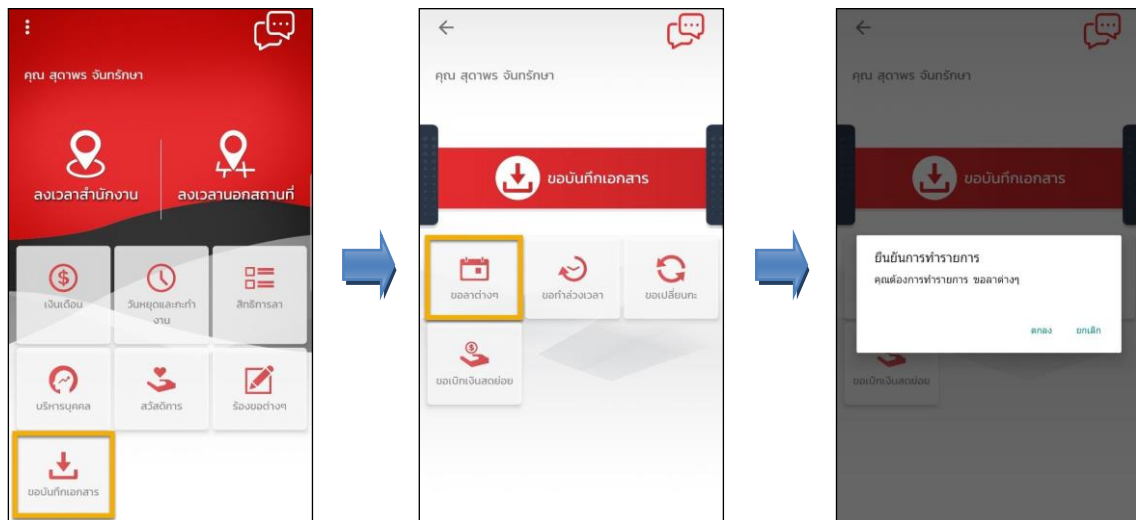 คุณ สุดาพร จันทรักษา
ลงเวลาสำนักงาน
ลงเวลานอกสถานที่
เงินเดือน
วันหยุดและกะทำ
งาน
สิทธิการลา
บริหารบุคคล
สวัสดิการ
ร้องขอต่างๆ
ขอบันทึกเอกสาร
คุณ สุดาพร จันทรักษา
ขอบันทึกเอกสาร
ขอลาต่างๆ
ขอทำล่วงเวลา
ขอเปลี่ยนกะ
ขอเบิกเงินสดย่อย
คุณ สุดาพร จันทรักษา
ขอบันทึกเอกสาร
ยืนยันการทำรายการ
คุณต้องการทำรายการ ขอลาต่างๆ
ตกลง
ยกเลิก
ขอเบิกเงินสดย่อย